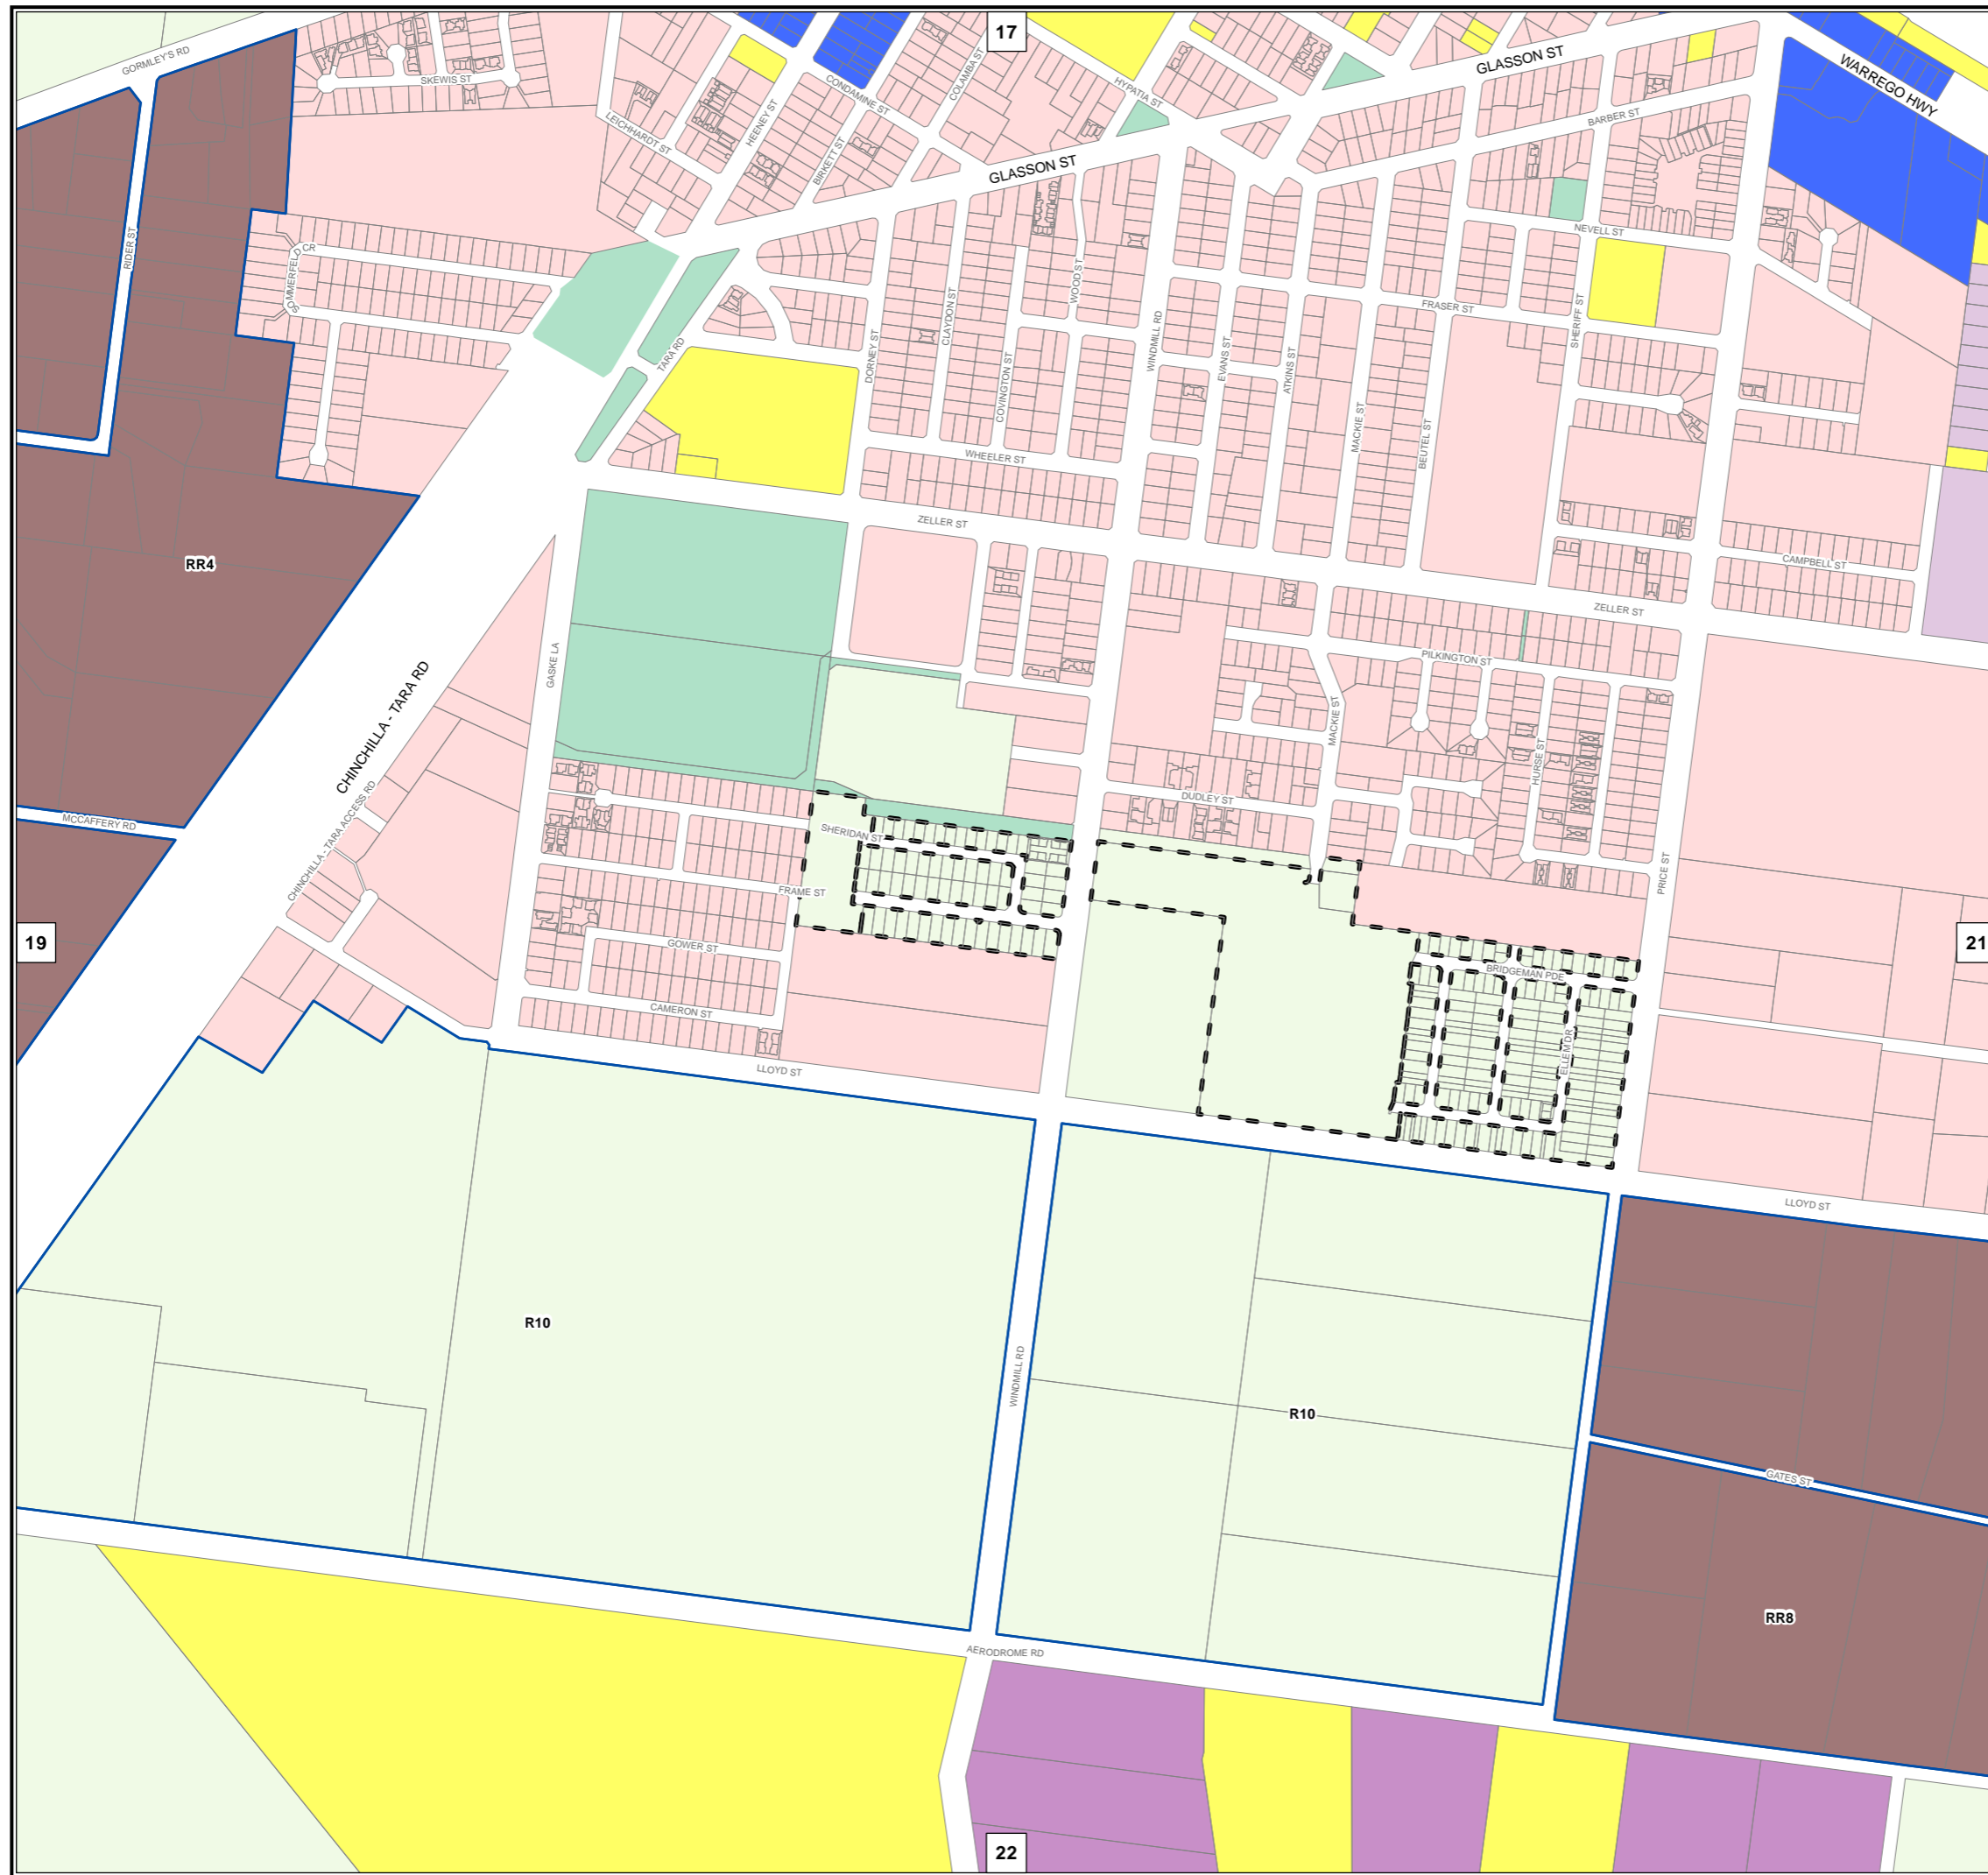 17
GLASSON ST
WARREGO HWY
GORMLEY'S RD
SKEWIS ST
CONDAMINE ST
COLAMBA ST
HYPATIA ST
LEICHHARDT ST
HEENEY ST
BIRKETT ST
BARBER ST
GLASSON ST
RIDER ST
SOMMERFELD CR
NEVELL ST
WOOD ST
FRASER ST
SHERIFF ST
CLAYDON ST
WINDMILL RD
TARA RD
DORNEY ST
COVINGTON ST
EVANS ST
ATKINS ST
MACKIE ST
BEUTEL ST
WHEELER ST
ZELLER ST
CAMPBELL ST
RR4
ZELLER ST
GASKE LA
PILKINGTON ST
CHINCHILLA - TARA RD
MACKIE ST
HURSE ST
MCCAFFERY RD
CHINCHILLA - TARA ACCESS RD
DUDLEY ST
SHERIDAN ST
FRAME ST
PRICE ST
19
GOWER ST
21
BRIDGEMAN PDE
CAMERON ST
ELLEM DR
LLOYD ST
LLOYD ST
R10
WINDMILL RD
R10
GATES ST
RR8
AERODROME RD
22